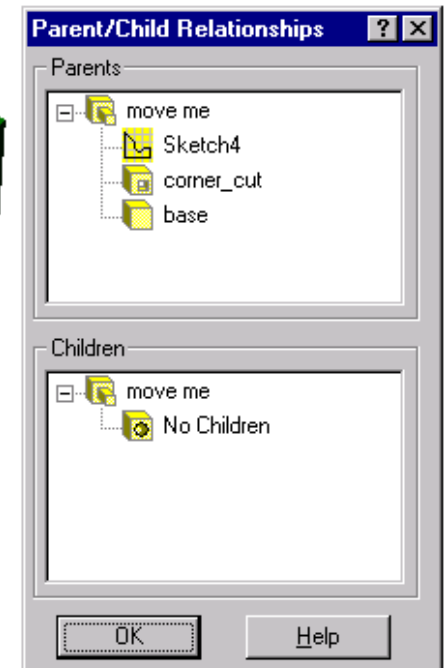 Parent/Child Relationships
Parents
move me
Sketch4
corner_cut
base
Children
move me
No Children
OK
Help